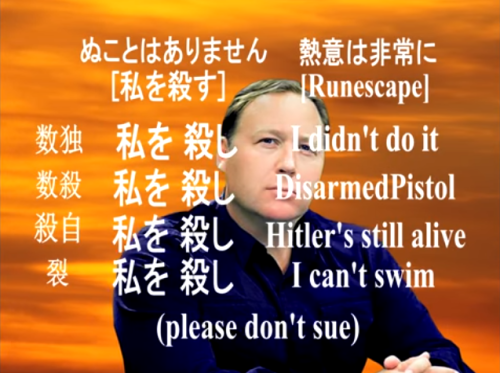 ぬことはありません 熱意は非常に
[私を殺す] [Runescape]
数独 私を 殺し I didn't do it
数殺 私を 殺し DisarmedPistol
殺自 私を 殺し Hitler's still alive
裂 私を 殺し I can't swim
(please don't sue)